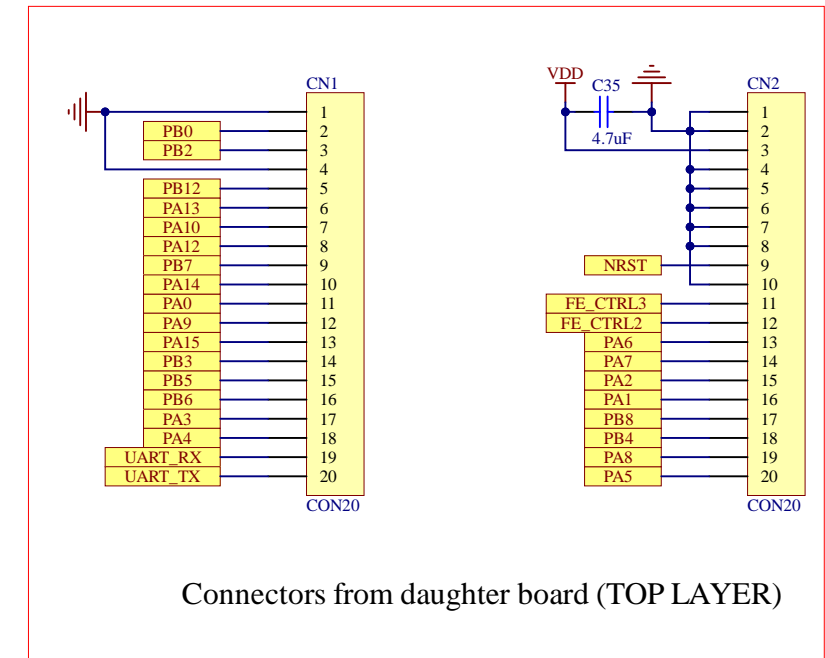 CN1
1
PB0 2
PB2 3
4
PB12 5
PA13 6
PA10 7
PA12 8
PB7 9
PA14 10
PA0 11
PA9 12
PA15 13
PB3 14
PB5 15
PB6 16
PA3 17
PA4 18
UART_RX 19
UART_TX 20
CON20
VDD
C35
4.7uF
CN2
1
2
3
4
5
6
7
8
NRST 9
10
FE_CTRL3 11
FE_CTRL2 12
PA6 13
PA7 14
PA2 15
PA1 16
PB8 17
PB4 18
PA8 19
PA5 20
CON20
Connectors from daughter board (TOP LAYER)